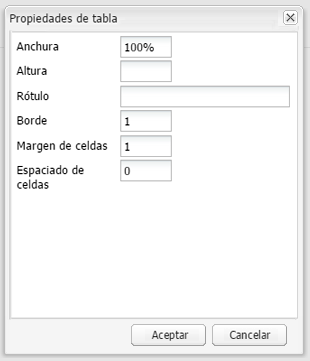 Propiedades de tabla
Anchura 100%
Altura
Rótulo
Borde 1
Margen de celdas 1
Espaciado de 0
celdas
Aceptar Cancelar